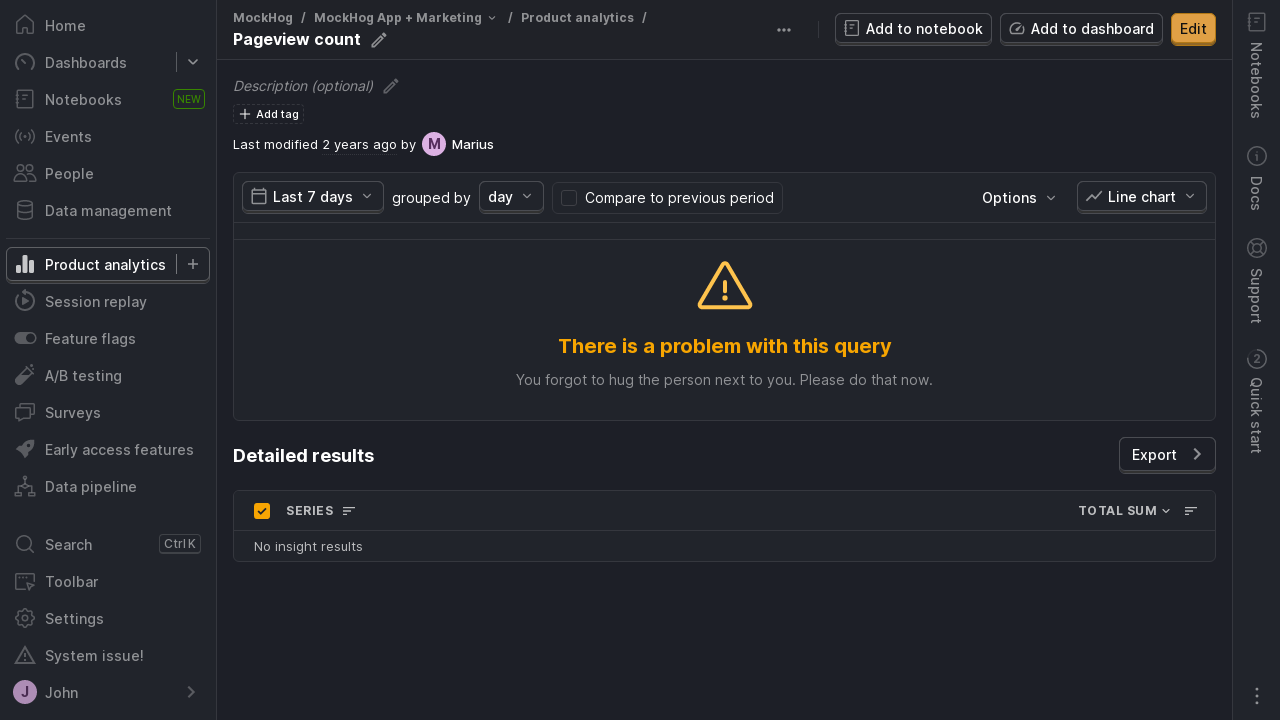 Home
Dashboards
Notebooks
NEW
Events
People
Data management
Product analytics
Session replay
Feature flags
A/B testing
Surveys
Early access features
Data pipeline
Search
Ctrl K
Toolbar
Settings
System issue!
J
John
MockHog / MockHog App + Marketing / Product analytics /
Pageview count
Add to notebook
Add to dashboard
Edit
Description (optional)
Add tag
Last modified 2 years ago by M Marius
Last 7 days grouped by day Compare to previous period Options Line chart
There is a problem with this query
You forgot to hug the person next to you. Please do that now.
Detailed results
Export
SERIES TOTAL SUM
No insight results
Notebooks
Docs
Support
2
Quick start